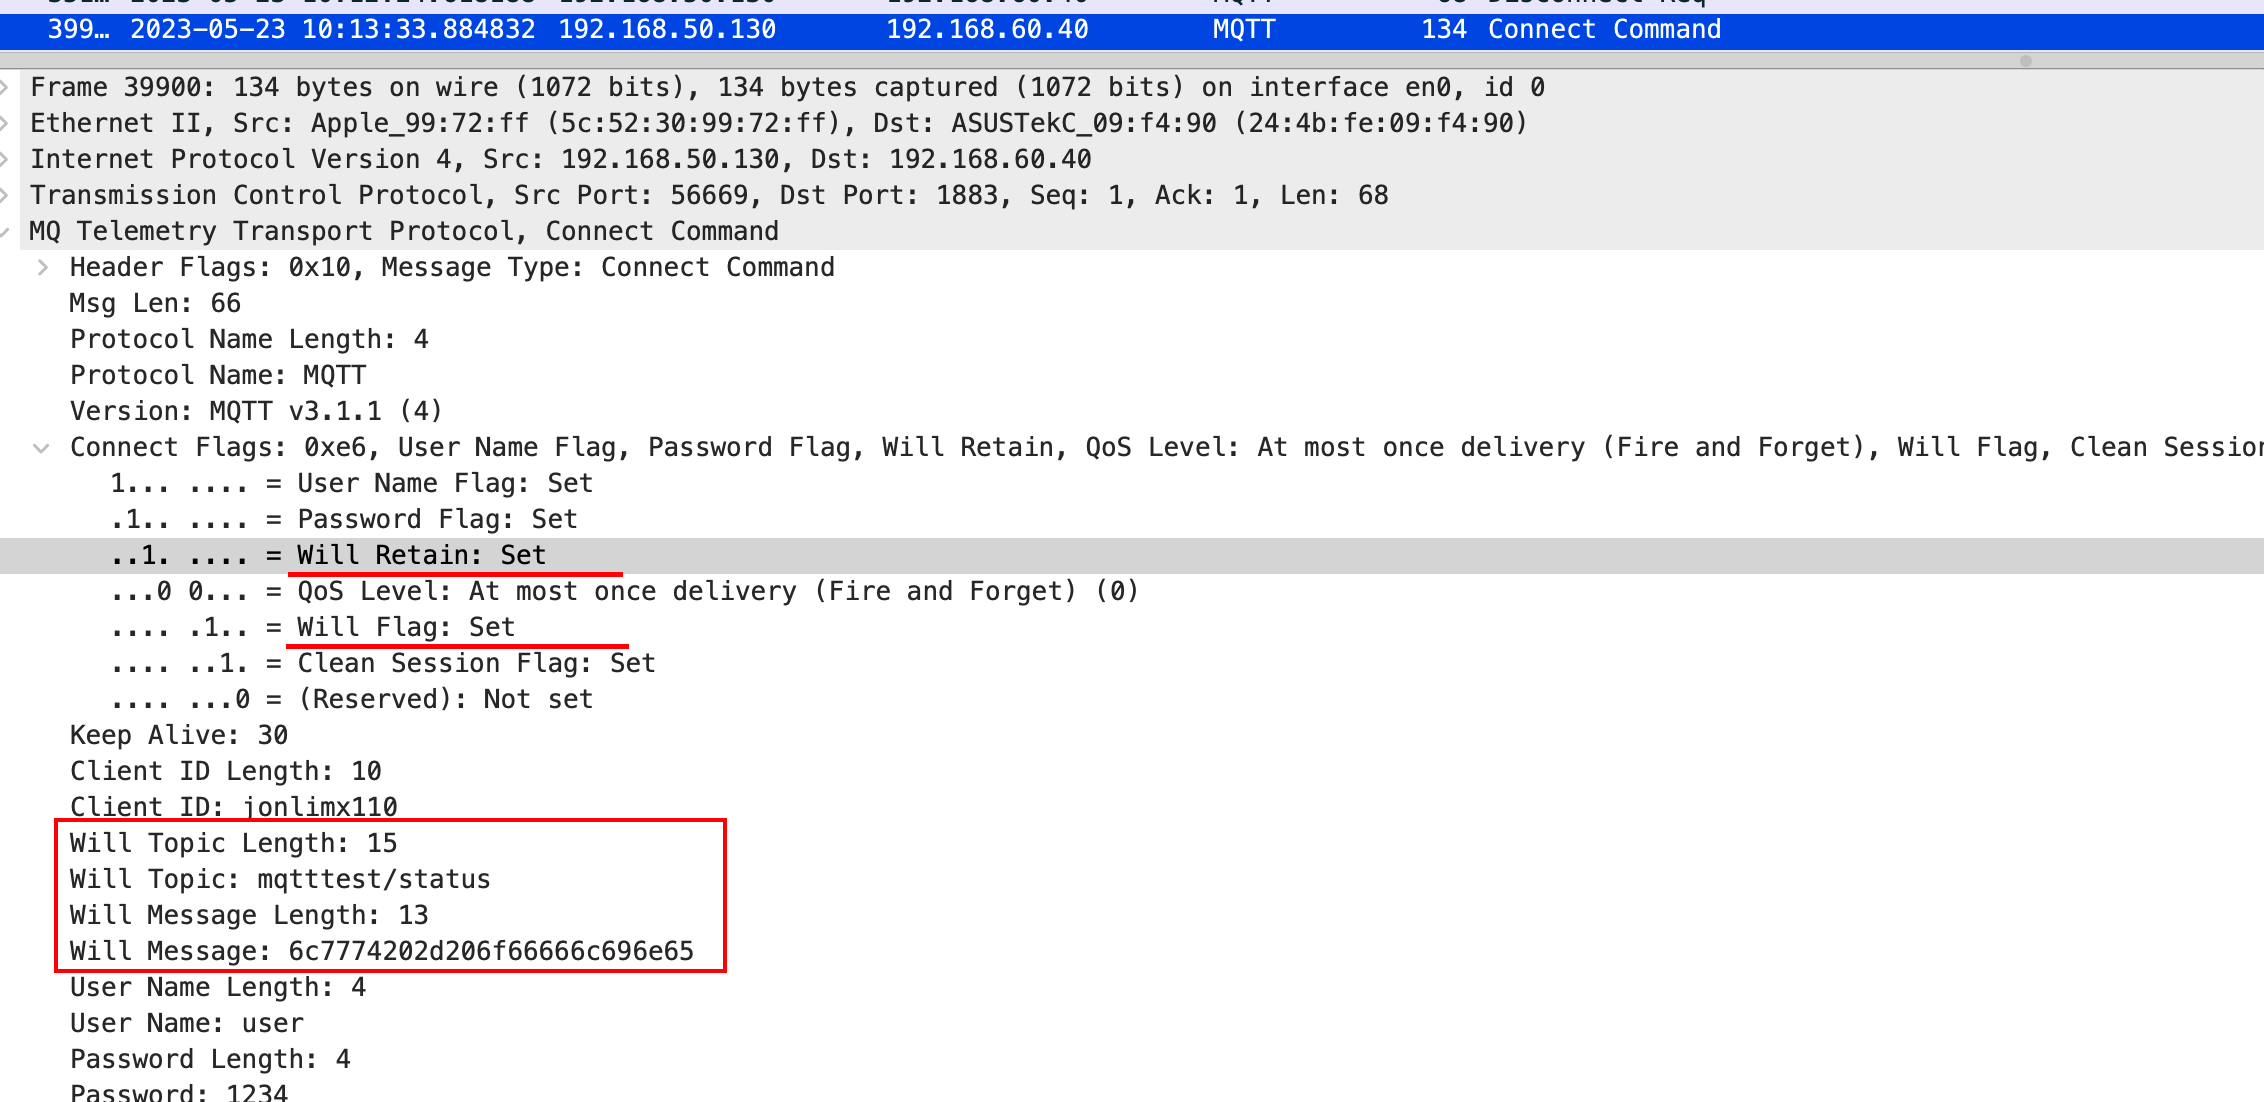 399… 2023-05-23 10:13:33.884832 192.168.50.130 192.168.60.40 MQTT 134 Connect Command
Frame 39900: 134 bytes on wire (1072 bits), 134 bytes captured (1072 bits) on interface en0, id 0
Ethernet II, Src: Apple_99:72:ff (5c:52:30:99:72:ff), Dst: ASUSTekC_09:f4:90 (24:4b:fe:09:f4:90)
Internet Protocol Version 4, Src: 192.168.50.130, Dst: 192.168.60.40
Transmission Control Protocol, Src Port: 56669, Dst Port: 1883, Seq: 1, Ack: 1, Len: 68
MQ Telemetry Transport Protocol, Connect Command
Header Flags: 0x10, Message Type: Connect Command
Msg Len: 66
Protocol Name Length: 4
Protocol Name: MQTT
Version: MQTT v3.1.1 (4)
Connect Flags: 0xe6, User Name Flag, Password Flag, Will Retain, QoS Level: At most once delivery (Fire and Forget), Will Flag, Clean Session
1... .... = User Name Flag: Set
.1.. .... = Password Flag: Set
..1. .... = Will Retain: Set
...0 0... = QoS Level: At most once delivery (Fire and Forget) (0)
.... .1.. = Will Flag: Set
.... ..1. = Clean Session Flag: Set
.... ...0 = (Reserved): Not set
Keep Alive: 30
Client ID Length: 10
Client ID: jonlimx110
Will Topic Length: 15
Will Topic: mqtttest/status
Will Message Length: 13
Will Message: 6c7774202d206f66666c696e65
User Name Length: 4
User Name: user
Password Length: 4
Password: 1234